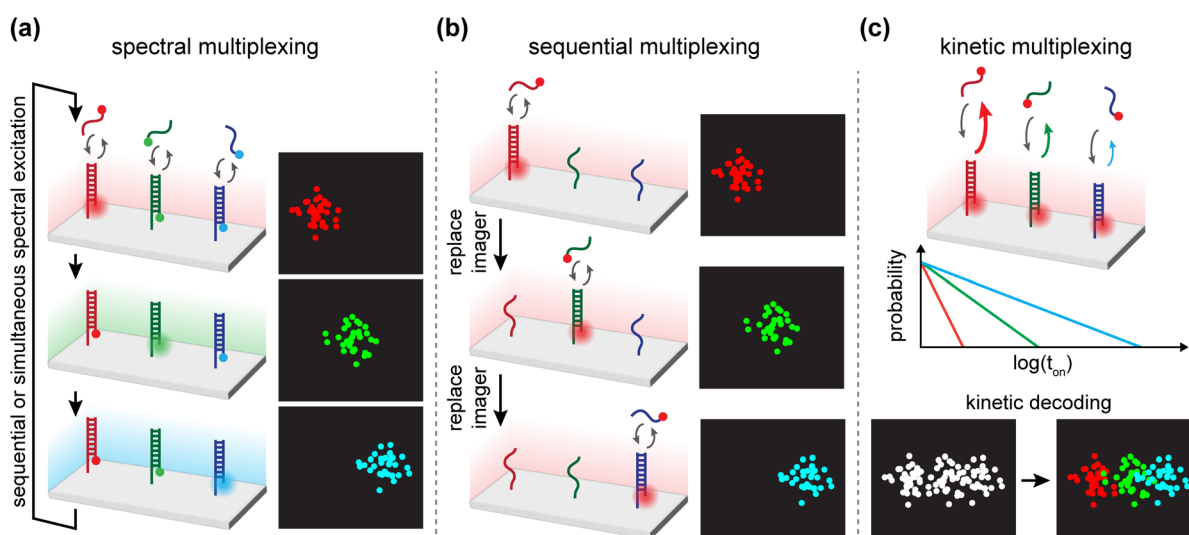 (a)
spectral multiplexing
sequential or simultaneous spectral excitation
(b)
sequential multiplexing
replace
imager
replace
imager
(c)
kinetic multiplexing
probability
log(t_on)
kinetic decoding